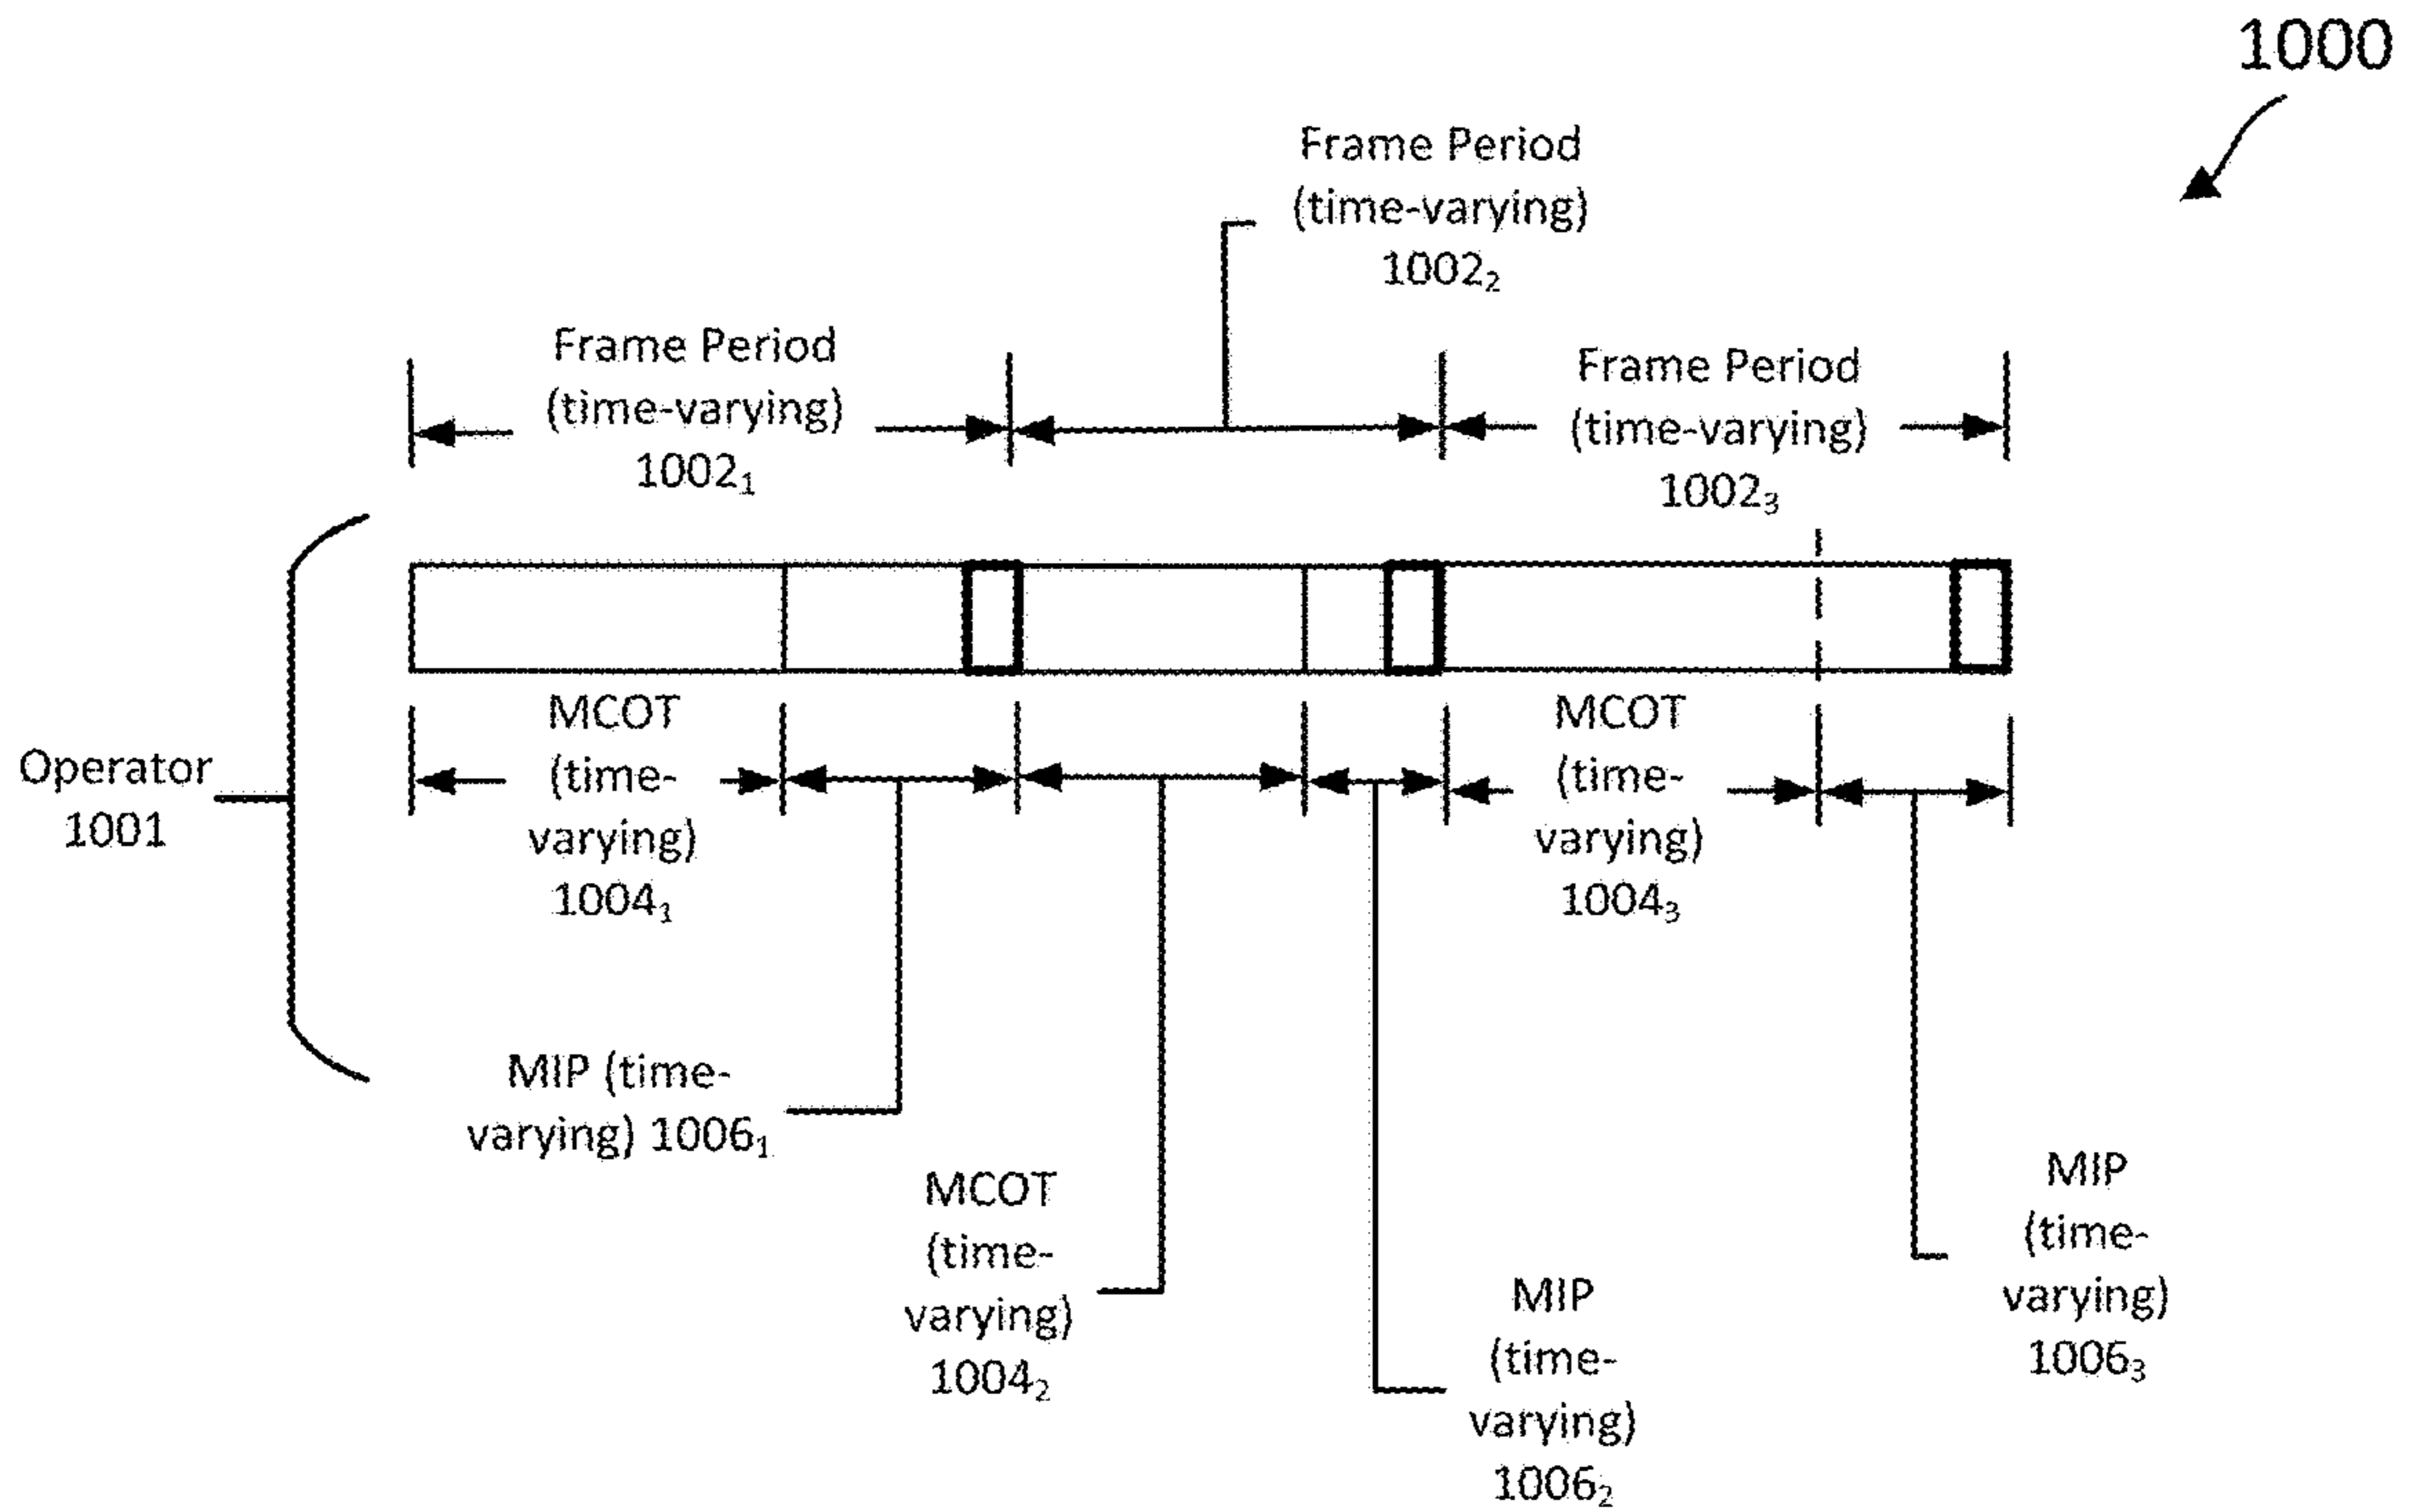 1000
Frame Period
(time-varying)
1002₂
Frame Period
(time-varying)
1002₁
Frame Period
(time-varying)
1002₃
Operator
1001
MCOT
(time-
varying)
1004₁
MCOT
(time-
varying)
1004₃
MIP (time-
varying) 1006₁
MCOT
(time-
varying)
1004₂
MIP
(time-
varying)
1006₂
MIP
(time-
varying)
1006₃